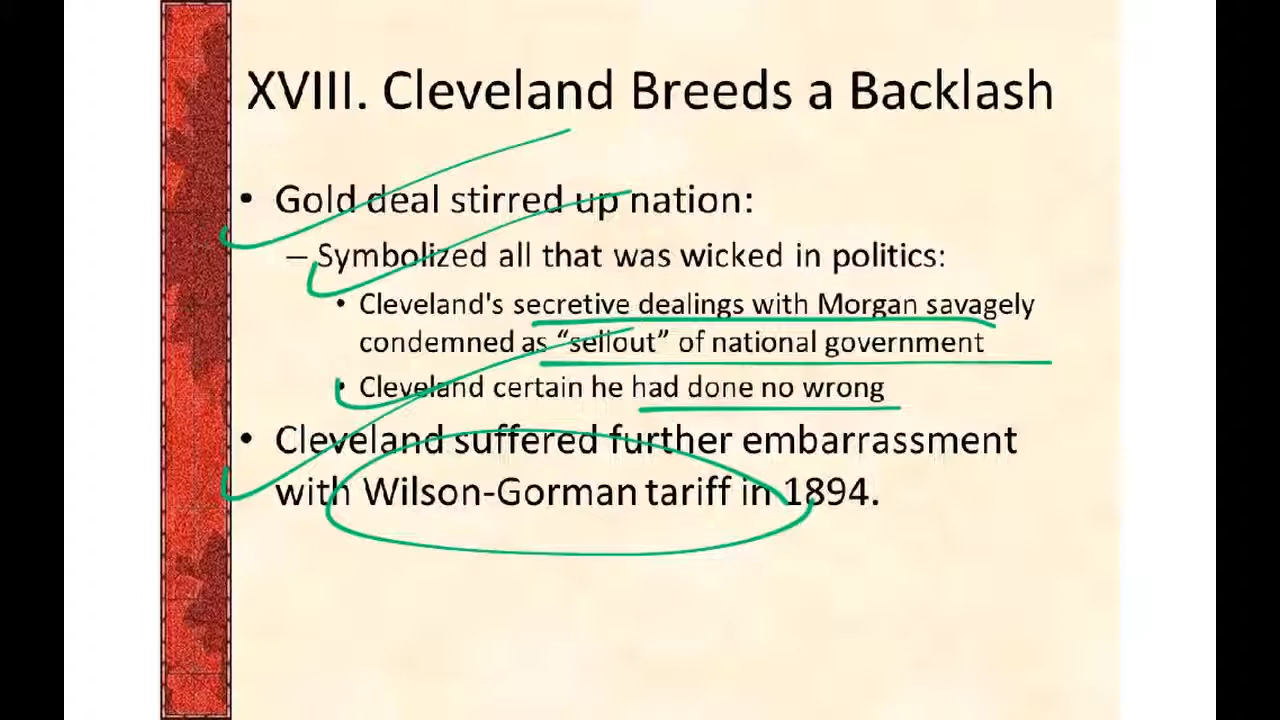 XVIII. Cleveland Breeds a Backlash
• Gold deal stirred up nation:
– Symbolized all that was wicked in politics:
• Cleveland's secretive dealings with Morgan savagely
condemned as “sellout” of national government
• Cleveland certain he had done no wrong
• Cleveland suffered further embarrassment
with Wilson-Gorman tariff in 1894.